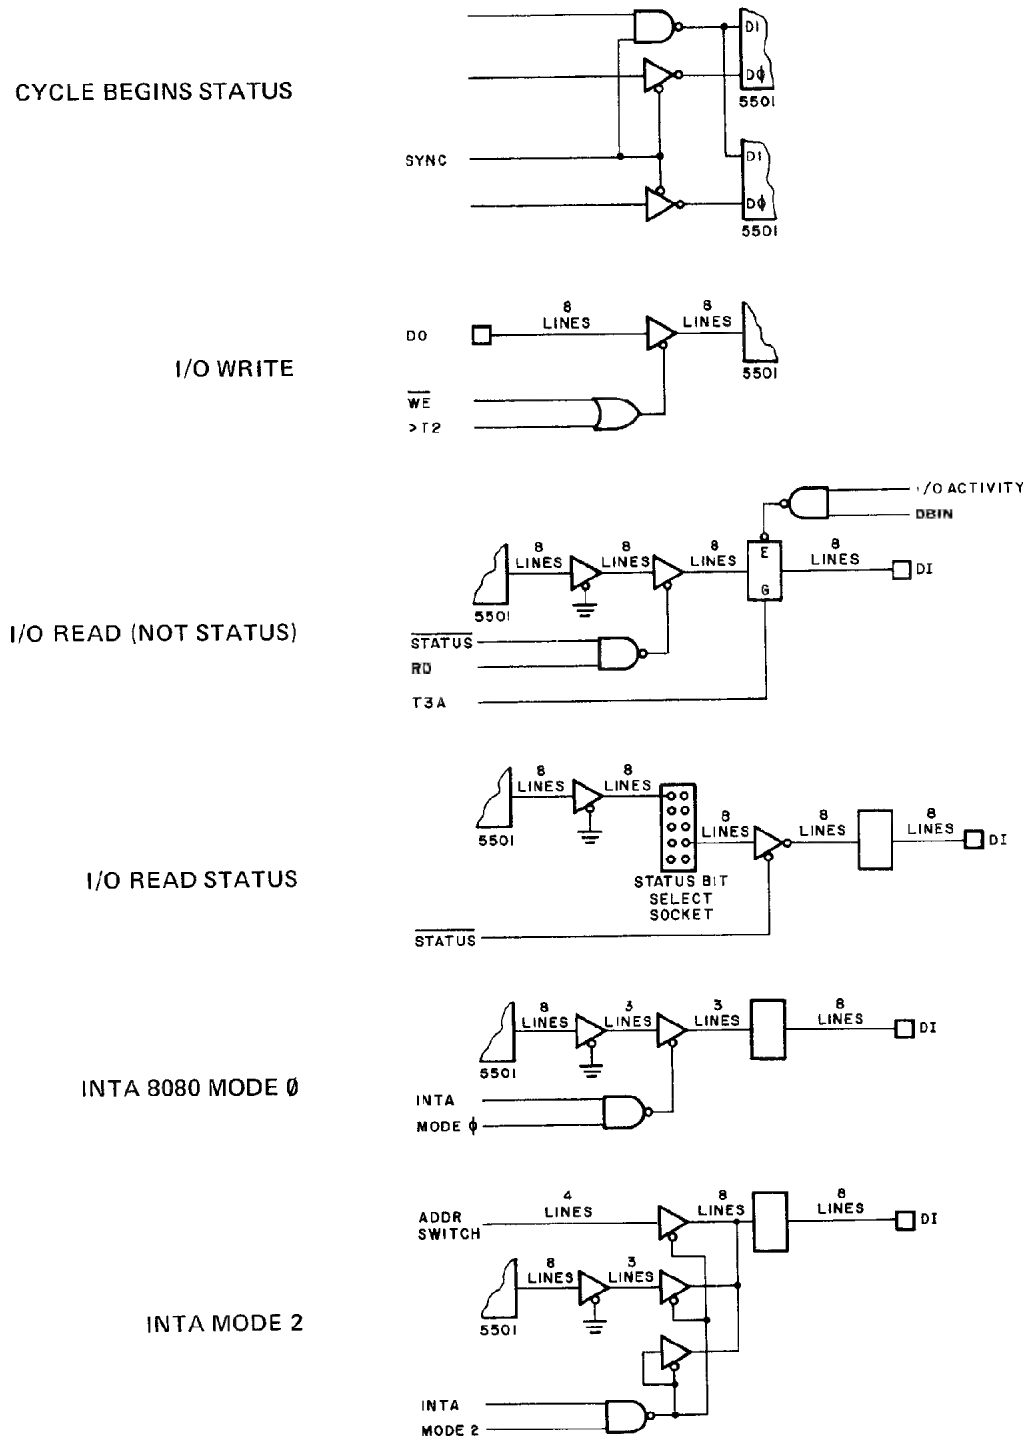 CYCLE BEGINS STATUS
DI
Dϕ
5501
SYNC
DI
Dϕ
5501
I/O WRITE
DO
8
LINES
8
LINES
5501
WE
>T2
I/O READ (NOT STATUS)
I/O ACTIVITY
DBIN
8
LINES
8
LINES
8
LINES
E
G
8
LINES
DI
5501
STATUS
RD
T3A
I/O READ STATUS
8
LINES
8
LINES
8
LINES
8
LINES
8
LINES
DI
5501
STATUS BIT
SELECT
SOCKET
STATUS
INTA 8080 MODE Ø
8
LINES
3
LINES
3
LINES
8
LINES
DI
5501
INTA
MODE ϕ
INTA MODE 2
ADDR
SWITCH
4
LINES
8
LINES
8
LINES
DI
8
LINES
3
LINES
5501
INTA
MODE 2